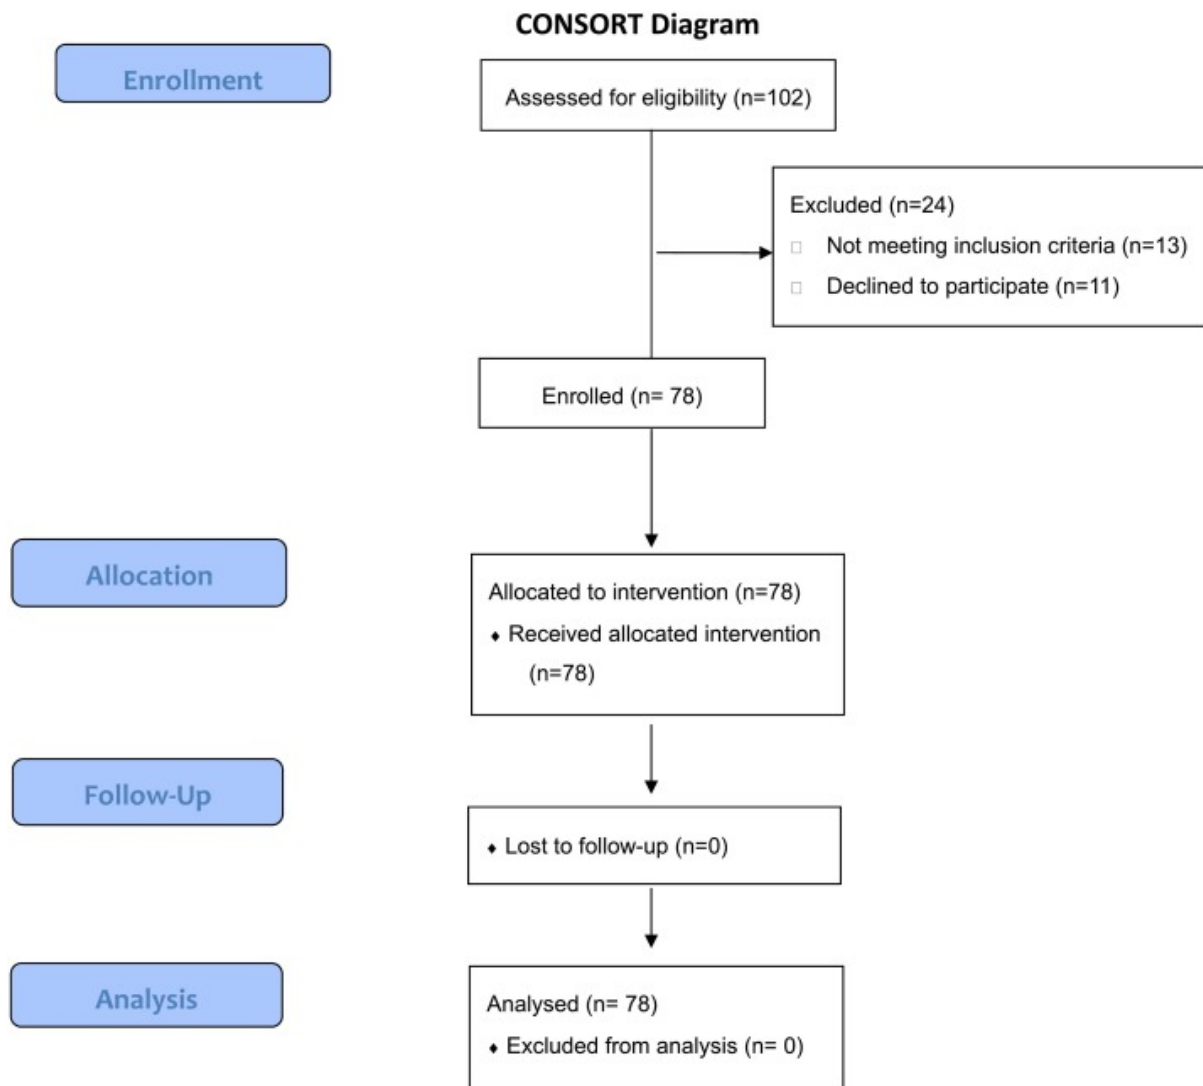 CONSORT Diagram
Enrollment
Assessed for eligibility (n=102)
Excluded (n=24)
Not meeting inclusion criteria (n=13)
Declined to participate (n=11)
Enrolled (n= 78)
Allocation
Allocated to intervention (n=78)
♦ Received allocated intervention
(n=78)
Follow-Up
♦ Lost to follow-up (n=0)
Analysis
Analysed (n= 78)
♦ Excluded from analysis (n= 0)